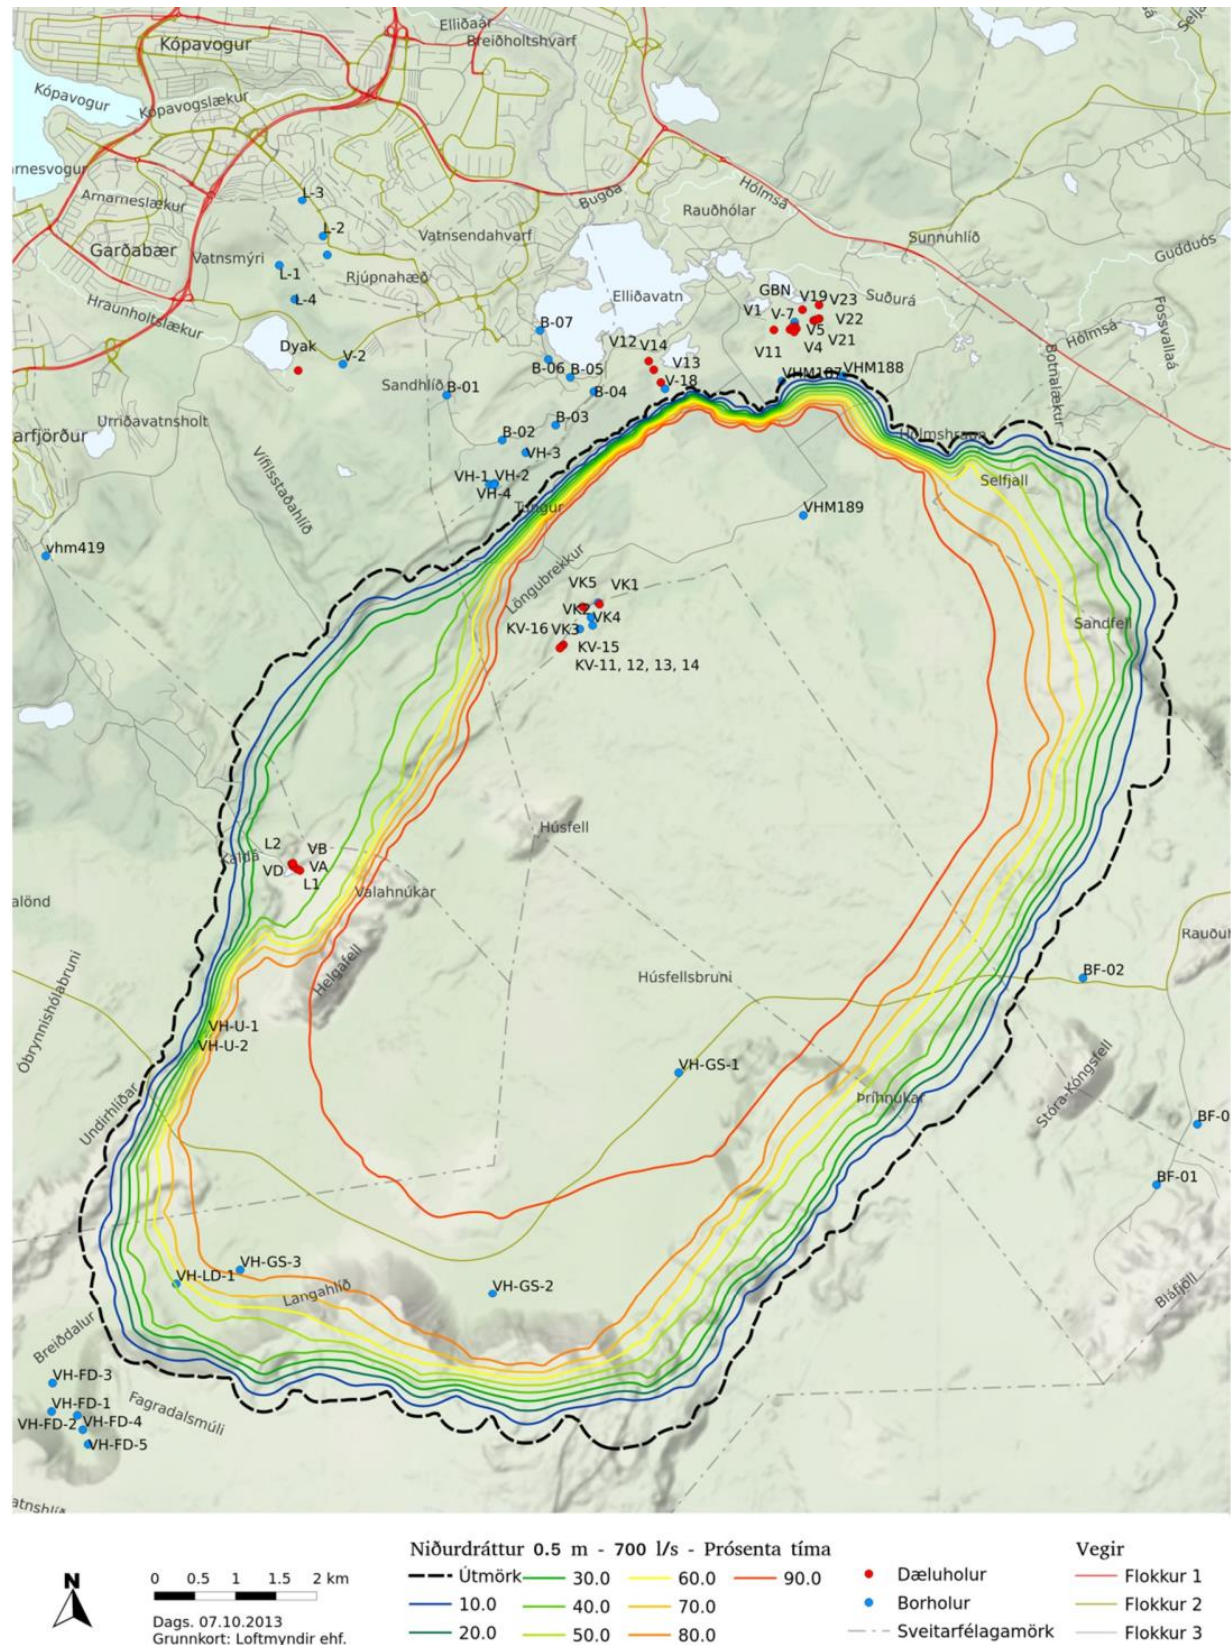 Elliðaár
Breiðholtshvarf
Kópavogur
Kópavogur
Kópavogslækur
arnesvogur
Arnarneslækur
Garðabær
Vatnsmýri
Hraunholtslækur
L-3
L-2
L-1
L-4
Rjúpnahæð
Vatnsendahvarf
Bugða
Hólmsá
Rauðhólar
Sunnuhlíð
Gudduós
Elliðavatn
GBN
V19
V23
Suðurá
V1
V-7
V22
V5
V21
V4
V11
Hólmsá
Fossvallaá
Botnalækur
Dyak
V-2
B-07
V12
V14
V13
V-18
B-06
B-05
B-04
Sandhlíð
B-01
VHM187
VHM188
Urriðavatnsholt
arfjörður
B-03
B-02
VH-3
Hólmshraun
VH-1
VH-2
VH-4
Vífilsstaðahlíð
Tungur
Selfjall
VHM189
vhm419
Löngubrekkur
VK5
VK1
VK2
VK4
KV-16
VK3
KV-15
KV-11, 12, 13, 14
Sandfell
Húsfell
L2
VB
Kaldá
VD
VA
L1
Valahnúkar
alönd
Rauður
Óbrynnishólabruni
Helgafell
Húsfellsbruni
BF-02
VH-U-1
VH-U-2
VH-GS-1
Undirhlíðar
Þríhnúkar
Stóra-Kóngsfell
BF-0
BF-01
VH-GS-3
VH-LD-1
Langahlíð
VH-GS-2
Bláfjöll
Breiðdalur
VH-FD-3
VH-FD-1
VH-FD-2
VH-FD-4
VH-FD-5
Fagradalsmúli
atnshlíð
Niðurdráttur 0.5 m - 700 l/s - Prósenta tíma
Útmörk
10.0
20.0
30.0
40.0
50.0
60.0
70.0
80.0
90.0
Dæluholur
Borholur
Sveitarfélagamörk
Vegir
Flokkur 1
Flokkur 2
Flokkur 3
N
0 0.5 1 1.5 2 km
Dags. 07.10.2013
Grunnkort: Loftmyndir ehf.